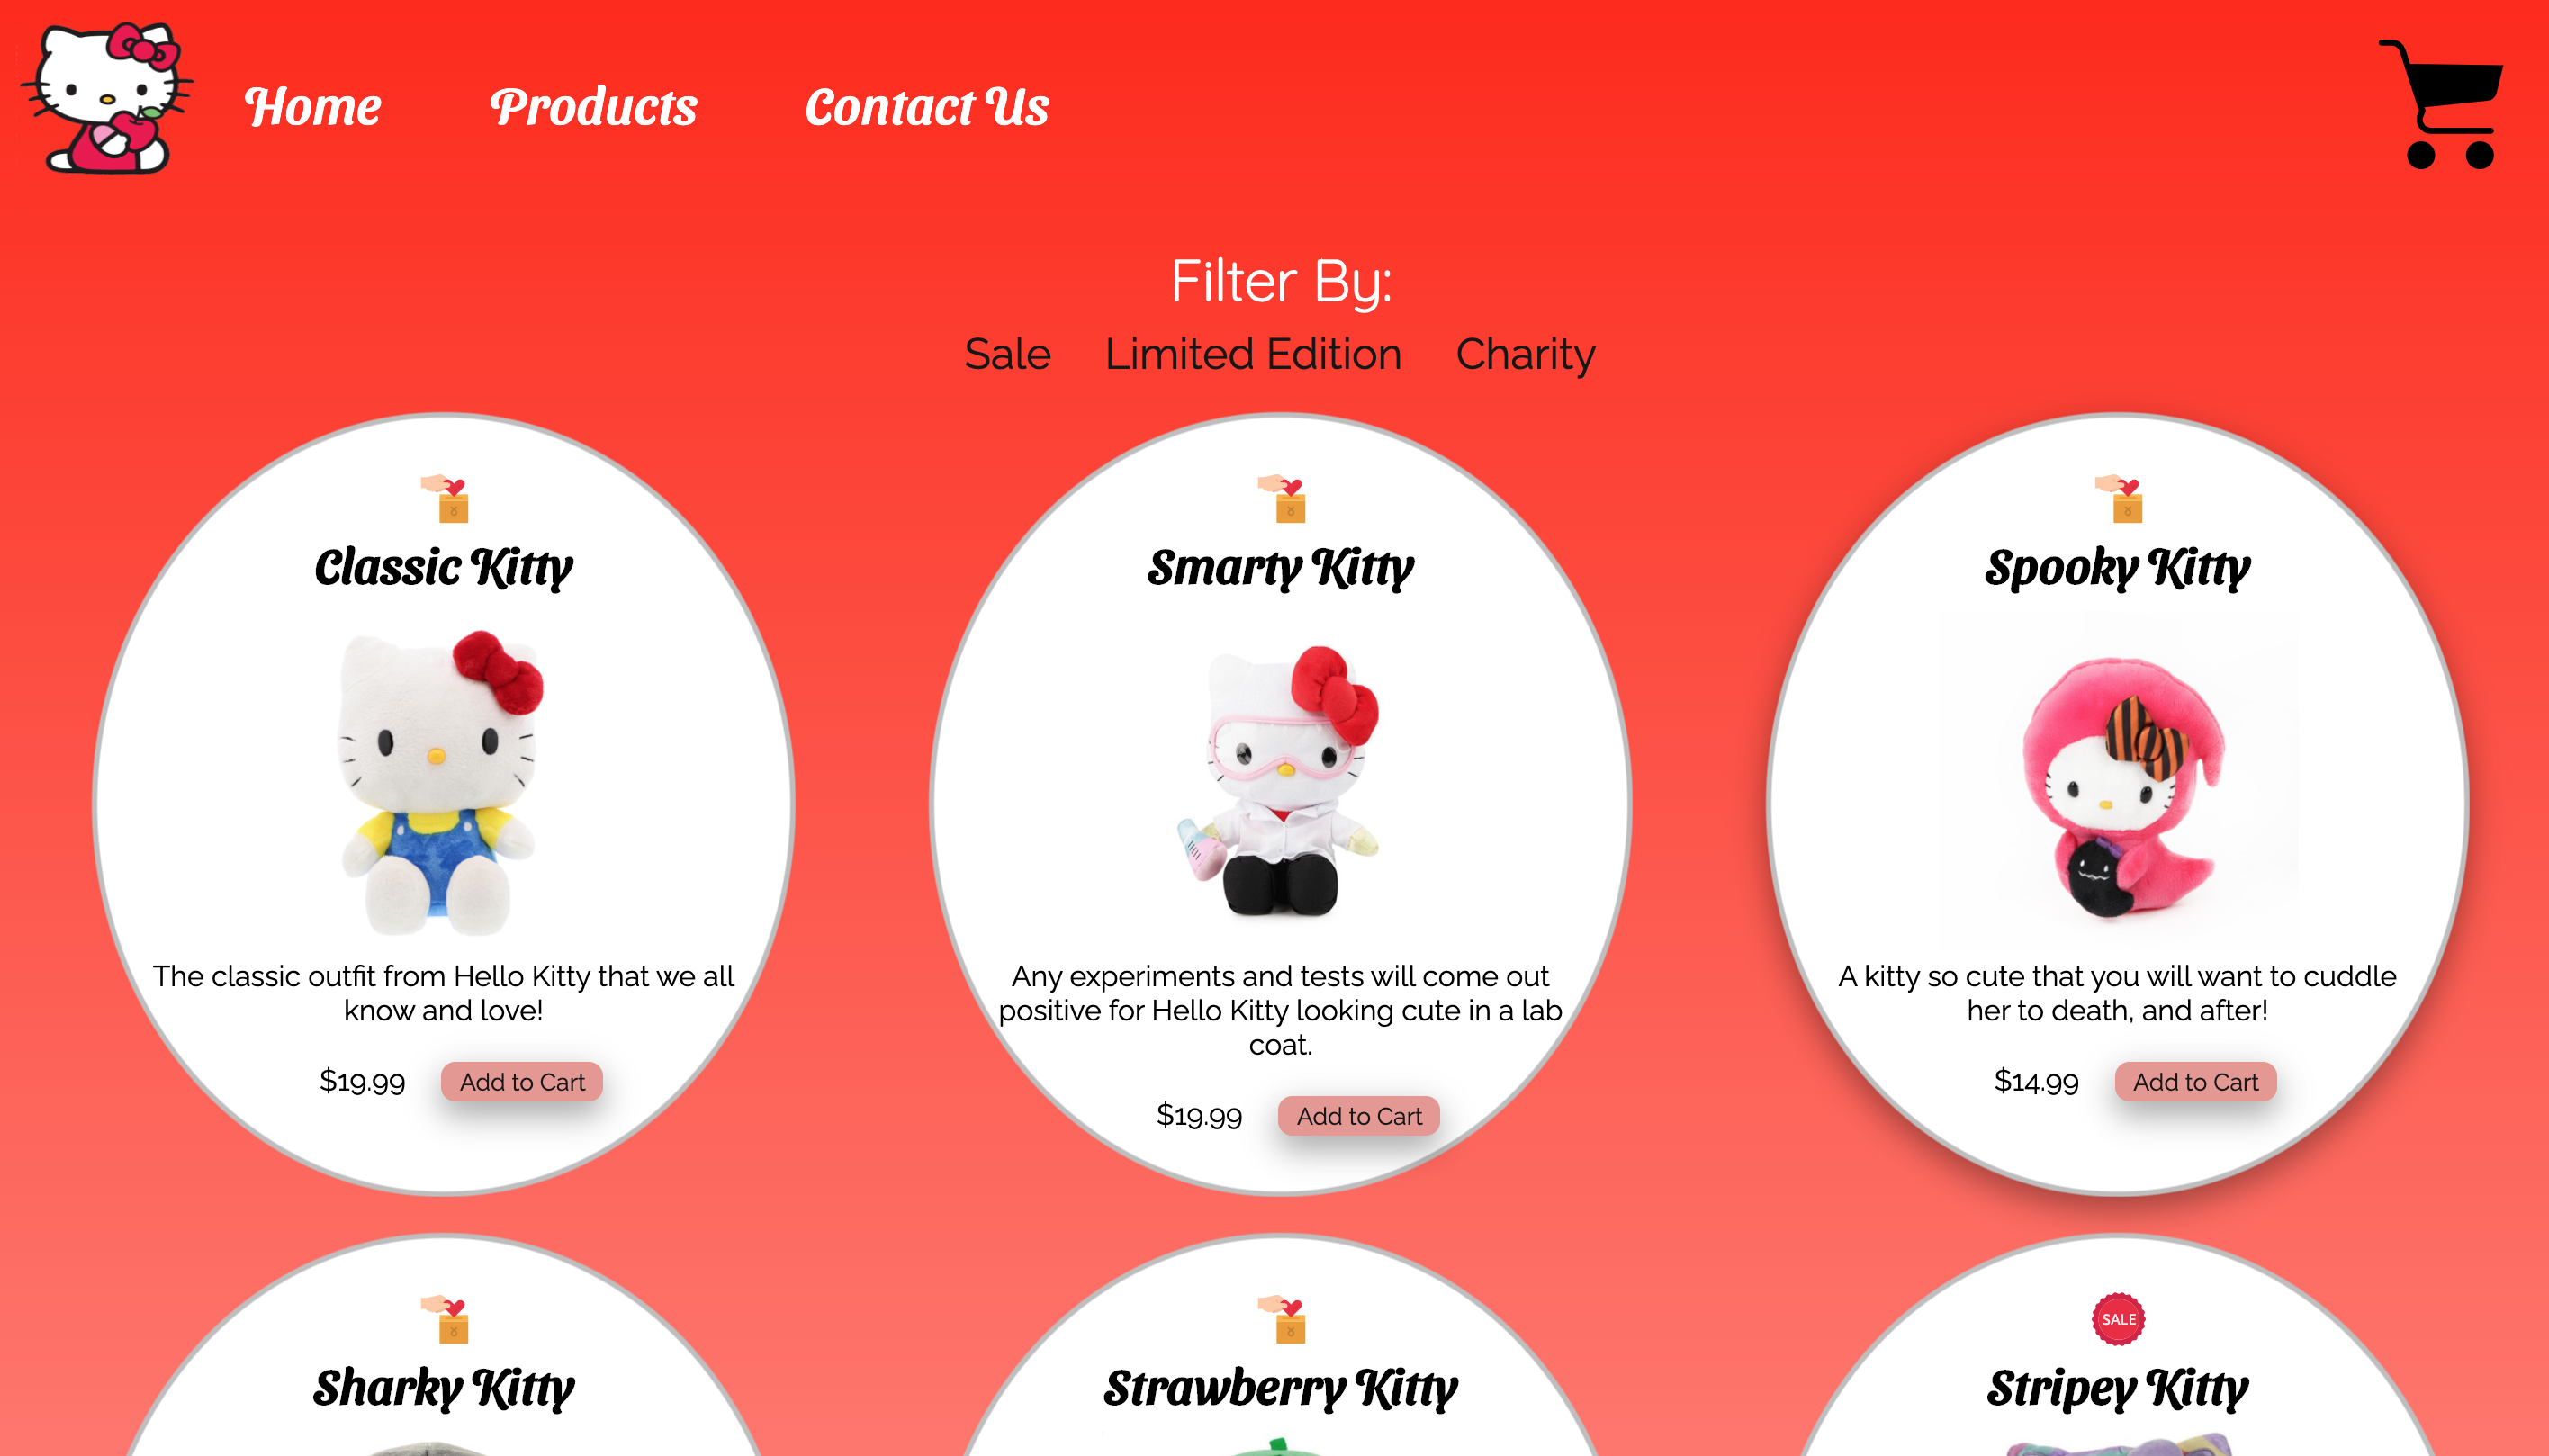 Home Products Contact Us
Filter By:
Sale Limited Edition Charity
Classic Kitty
The classic outfit from Hello Kitty that we all
know and love!
$19.99 Add to Cart
Smarty Kitty
Any experiments and tests will come out
positive for Hello Kitty looking cute in a lab
coat.
$19.99 Add to Cart
Spooky Kitty
A kitty so cute that you will want to cuddle
her to death, and after!
$14.99 Add to Cart
Sharky Kitty
Strawberry Kitty
SALE
Stripey Kitty